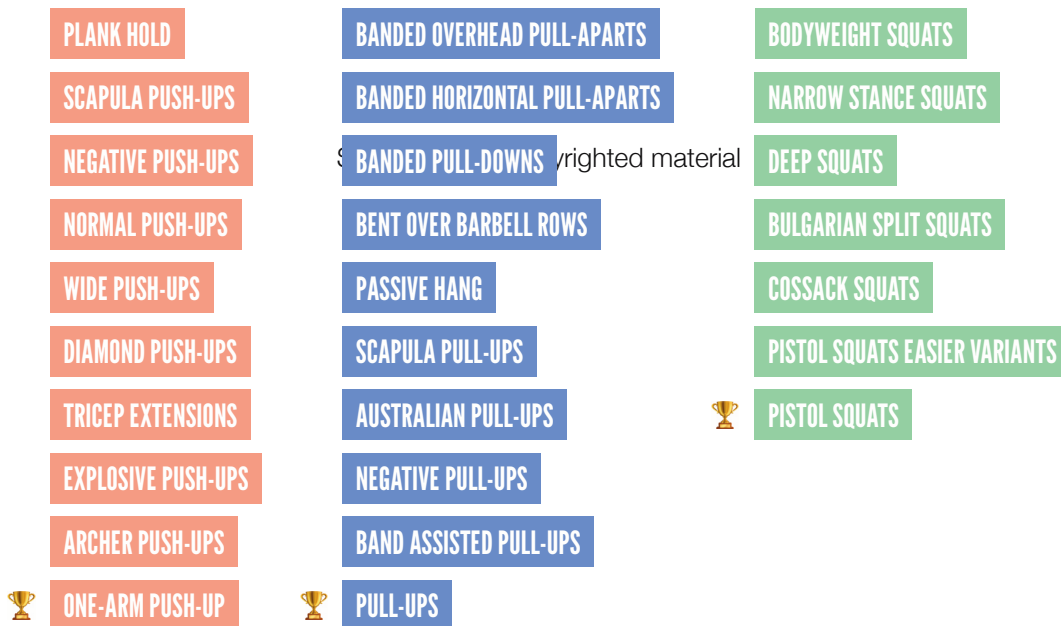 PLANK HOLD
SCAPULA PUSH-UPS
NEGATIVE PUSH-UPS
NORMAL PUSH-UPS
WIDE PUSH-UPS
DIAMOND PUSH-UPS
TRICEP EXTENSIONS
EXPLOSIVE PUSH-UPS
ARCHER PUSH-UPS
ONE-ARM PUSH-UP
BANDED OVERHEAD PULL-APARTS
BANDED HORIZONTAL PULL-APARTS
BANDED PULL-DOWNS
material
BENT OVER BARBELL ROWS
PASSIVE HANG
SCAPULA PULL-UPS
AUSTRALIAN PULL-UPS
NEGATIVE PULL-UPS
BAND ASSISTED PULL-UPS
PULL-UPS
BODYWEIGHT SQUATS
NARROW STANCE SQUATS
DEEP SQUATS
BULGARIAN SPLIT SQUATS
COSSACK SQUATS
PISTOL SQUATS EASIER VARIANTS
PISTOL SQUATS